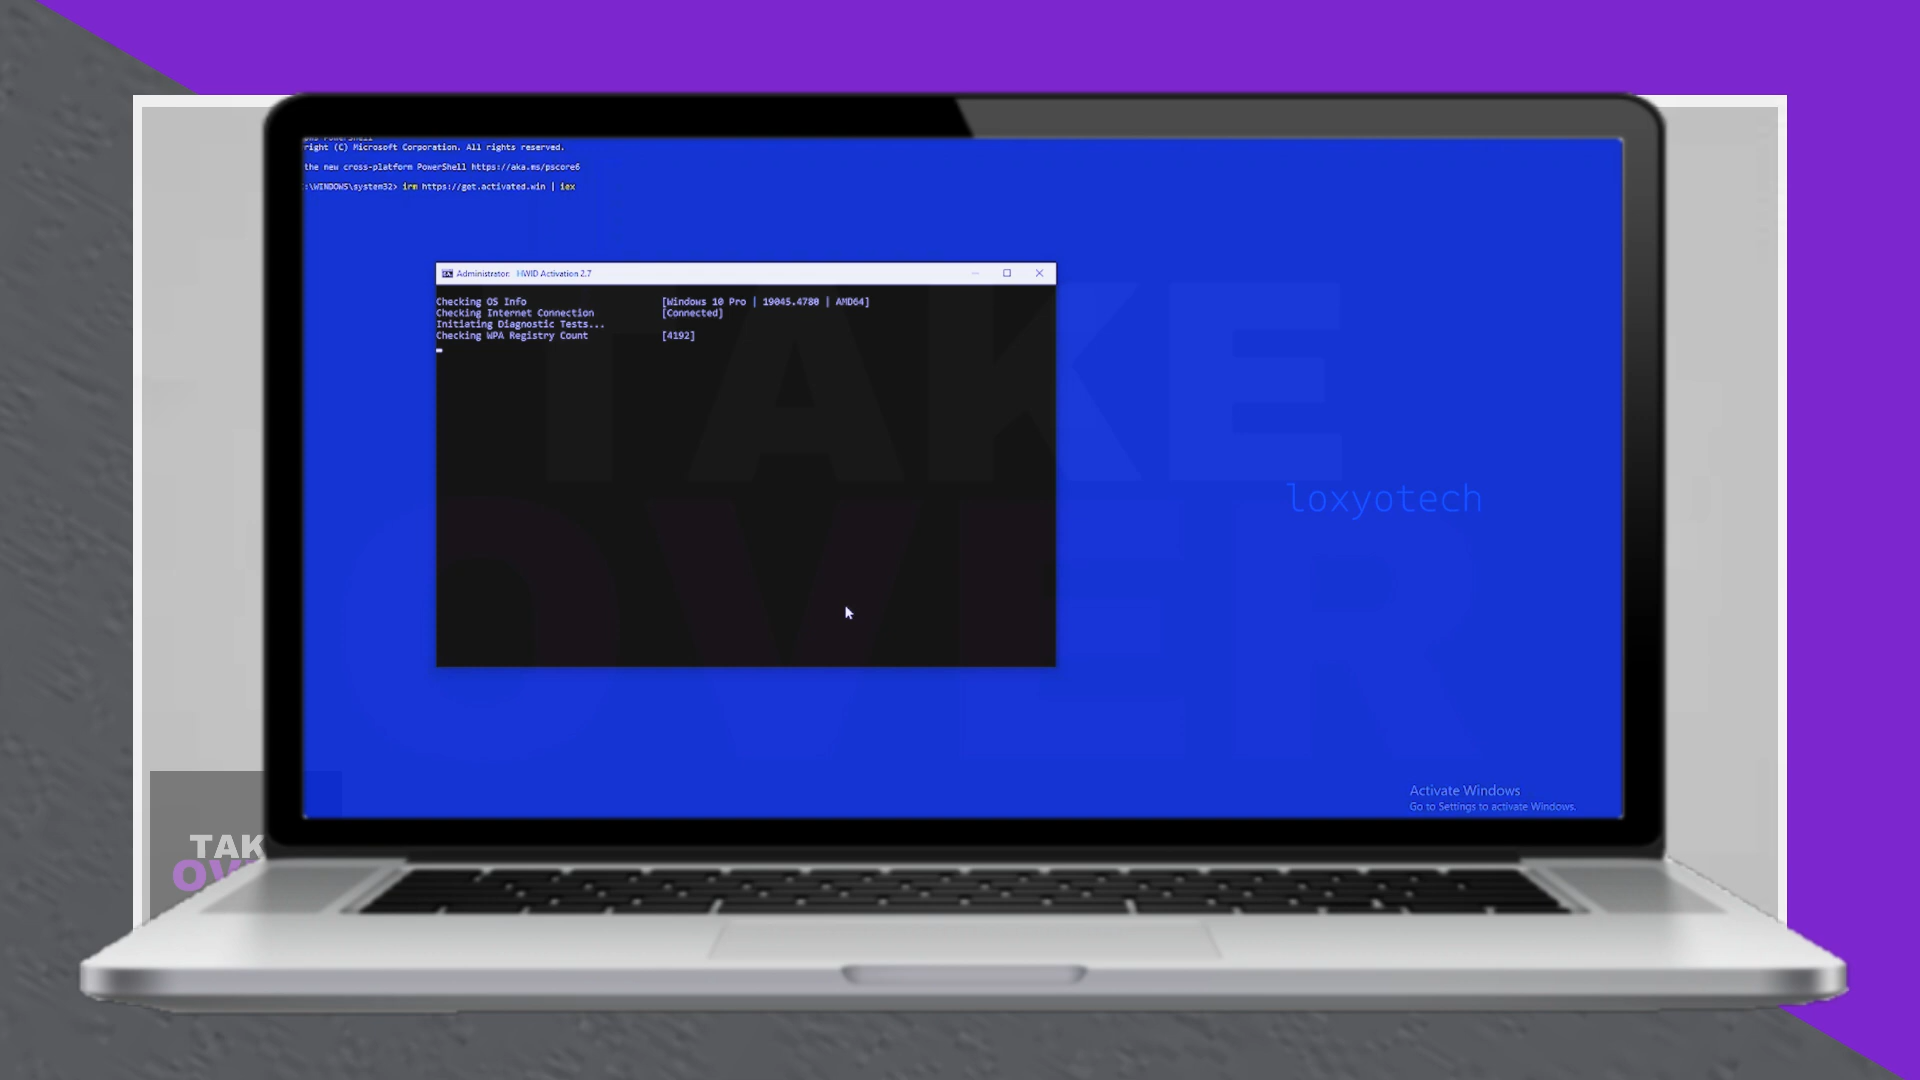 right (C) Microsoft Corporation. All rights reserved.
the new cross-platform PowerShell https://aka.ms/pscore6
:\WINDOWS\system32> irm https://get.activated.win | iex
Administrator: HWID Activation 2.7
Checking OS Info [Windows 10 Pro | 19045.4780 | AMD64]
Checking Internet Connection [Connected]
Initiating Diagnostic Tests...
Checking WPA Registry Count [4192]
TAKE
OVER
loxyotech
Activate Windows
Go to Settings to activate Windows.
TAK
OV